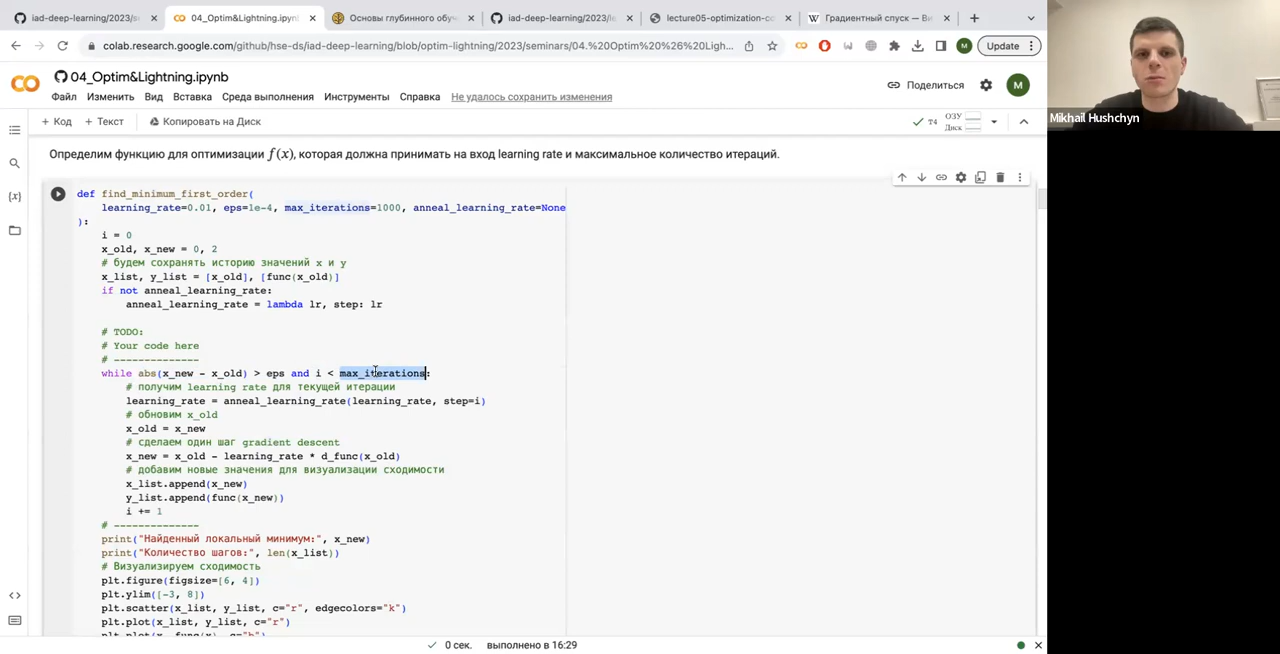 iad-deep-learning/2023/s
04_Optim&Lightning.ipynb
Основы глубинного обуч
iad-deep-learning/2023/le
lecture05-optimization-co
Градиентный спуск — Ви
colab.research.google.com/github/hse-ds/iad-deep-learning/blob/optim-lightning/2023/seminars/04.%20Optim%20%26%20Ligh...
M
Update
04_Optim&Lightning.ipynb
Поделиться
M
Файл Изменить Вид Вставка Среда выполнения Инструменты Справка Не удалось сохранить изменения
+ Код + Текст Копировать на Диск
T4 ОЗУ
Диск
Определим функцию для оптимизации f(x), которая должна принимать на вход learning rate и максимальное количество итераций.
def find_minimum_first_order(
learning_rate=0.01, eps=1e-4, max_iterations=1000, anneal_learning_rate=None
):
i = 0
x_old, x_new = 0, 2
# будем сохранять историю значений x и y
x_list, y_list = [x_old], [func(x_old)]
if not anneal_learning_rate:
anneal_learning_rate = lambda lr, step: lr
# TODO:
# Your code here
# --------------
while abs(x_new - x_old) > eps and i < max_iterations:
# получим learning rate для текущей итерации
learning_rate = anneal_learning_rate(learning_rate, step=i)
# обновим x_old
x_old = x_new
# сделаем один шаг gradient descent
x_new = x_old - learning_rate * d_func(x_old)
# добавим новые значения для визуализации сходимости
x_list.append(x_new)
y_list.append(func(x_new))
i += 1
# --------------
print("Найденный локальный минимум:", x_new)
print("Количество шагов:", len(x_list))
# Визуализируем сходимость
plt.figure(figsize=[6, 4])
plt.ylim([-3, 8])
plt.scatter(x_list, y_list, c="r", edgecolors="k")
plt.plot(x_list, y_list, c="r")
plt.plot(x, func(x), c="b")
0 сек. выполнено в 16:29
Mikhail Hushchyn